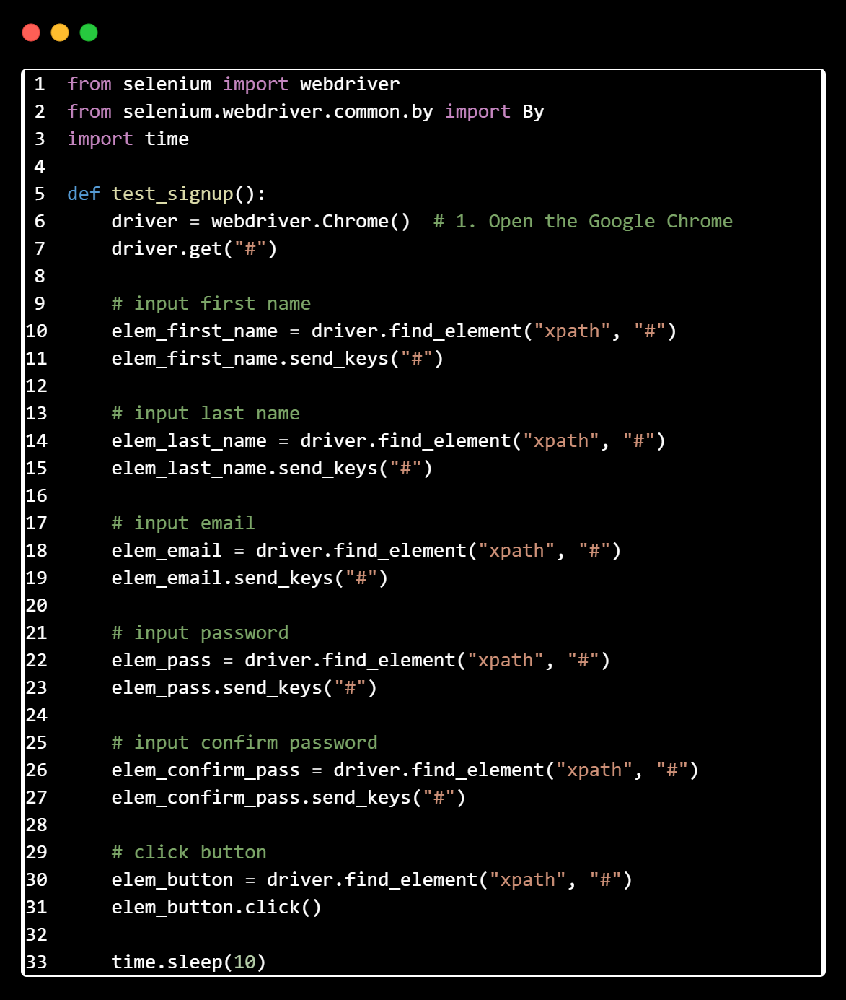 1 from selenium import webdriver
2 from selenium.webdriver.common.by import By
3 import time
4
5 def test_signup():
6     driver = webdriver.Chrome()  # 1. Open the Google Chrome
7     driver.get("#")
8
9     # input first name
10     elem_first_name = driver.find_element("xpath", "#")
11     elem_first_name.send_keys("#")
12
13     # input last name
14     elem_last_name = driver.find_element("xpath", "#")
15     elem_last_name.send_keys("#")
16
17     # input email
18     elem_email = driver.find_element("xpath", "#")
19     elem_email.send_keys("#")
20
21     # input password
22     elem_pass = driver.find_element("xpath", "#")
23     elem_pass.send_keys("#")
24
25     # input confirm password
26     elem_confirm_pass = driver.find_element("xpath", "#")
27     elem_confirm_pass.send_keys("#")
28
29     # click button
30     elem_button = driver.find_element("xpath", "#")
31     elem_button.click()
32
33     time.sleep(10)